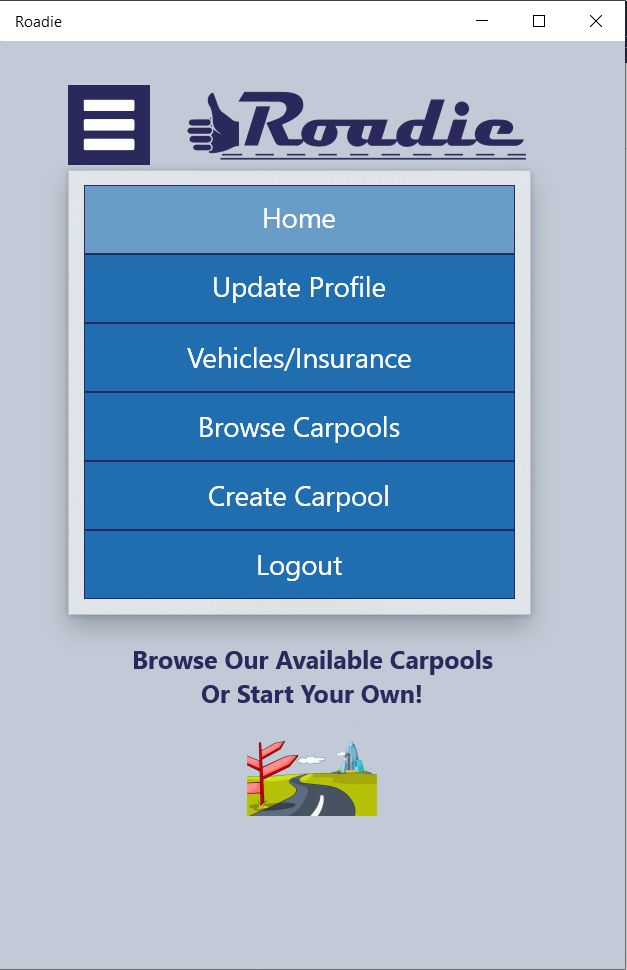 Roadie
Roadie
Home
Update Profile
Vehicles/Insurance
Browse Carpools
Create Carpool
Logout
Browse Our Available Carpools
Or Start Your Own!